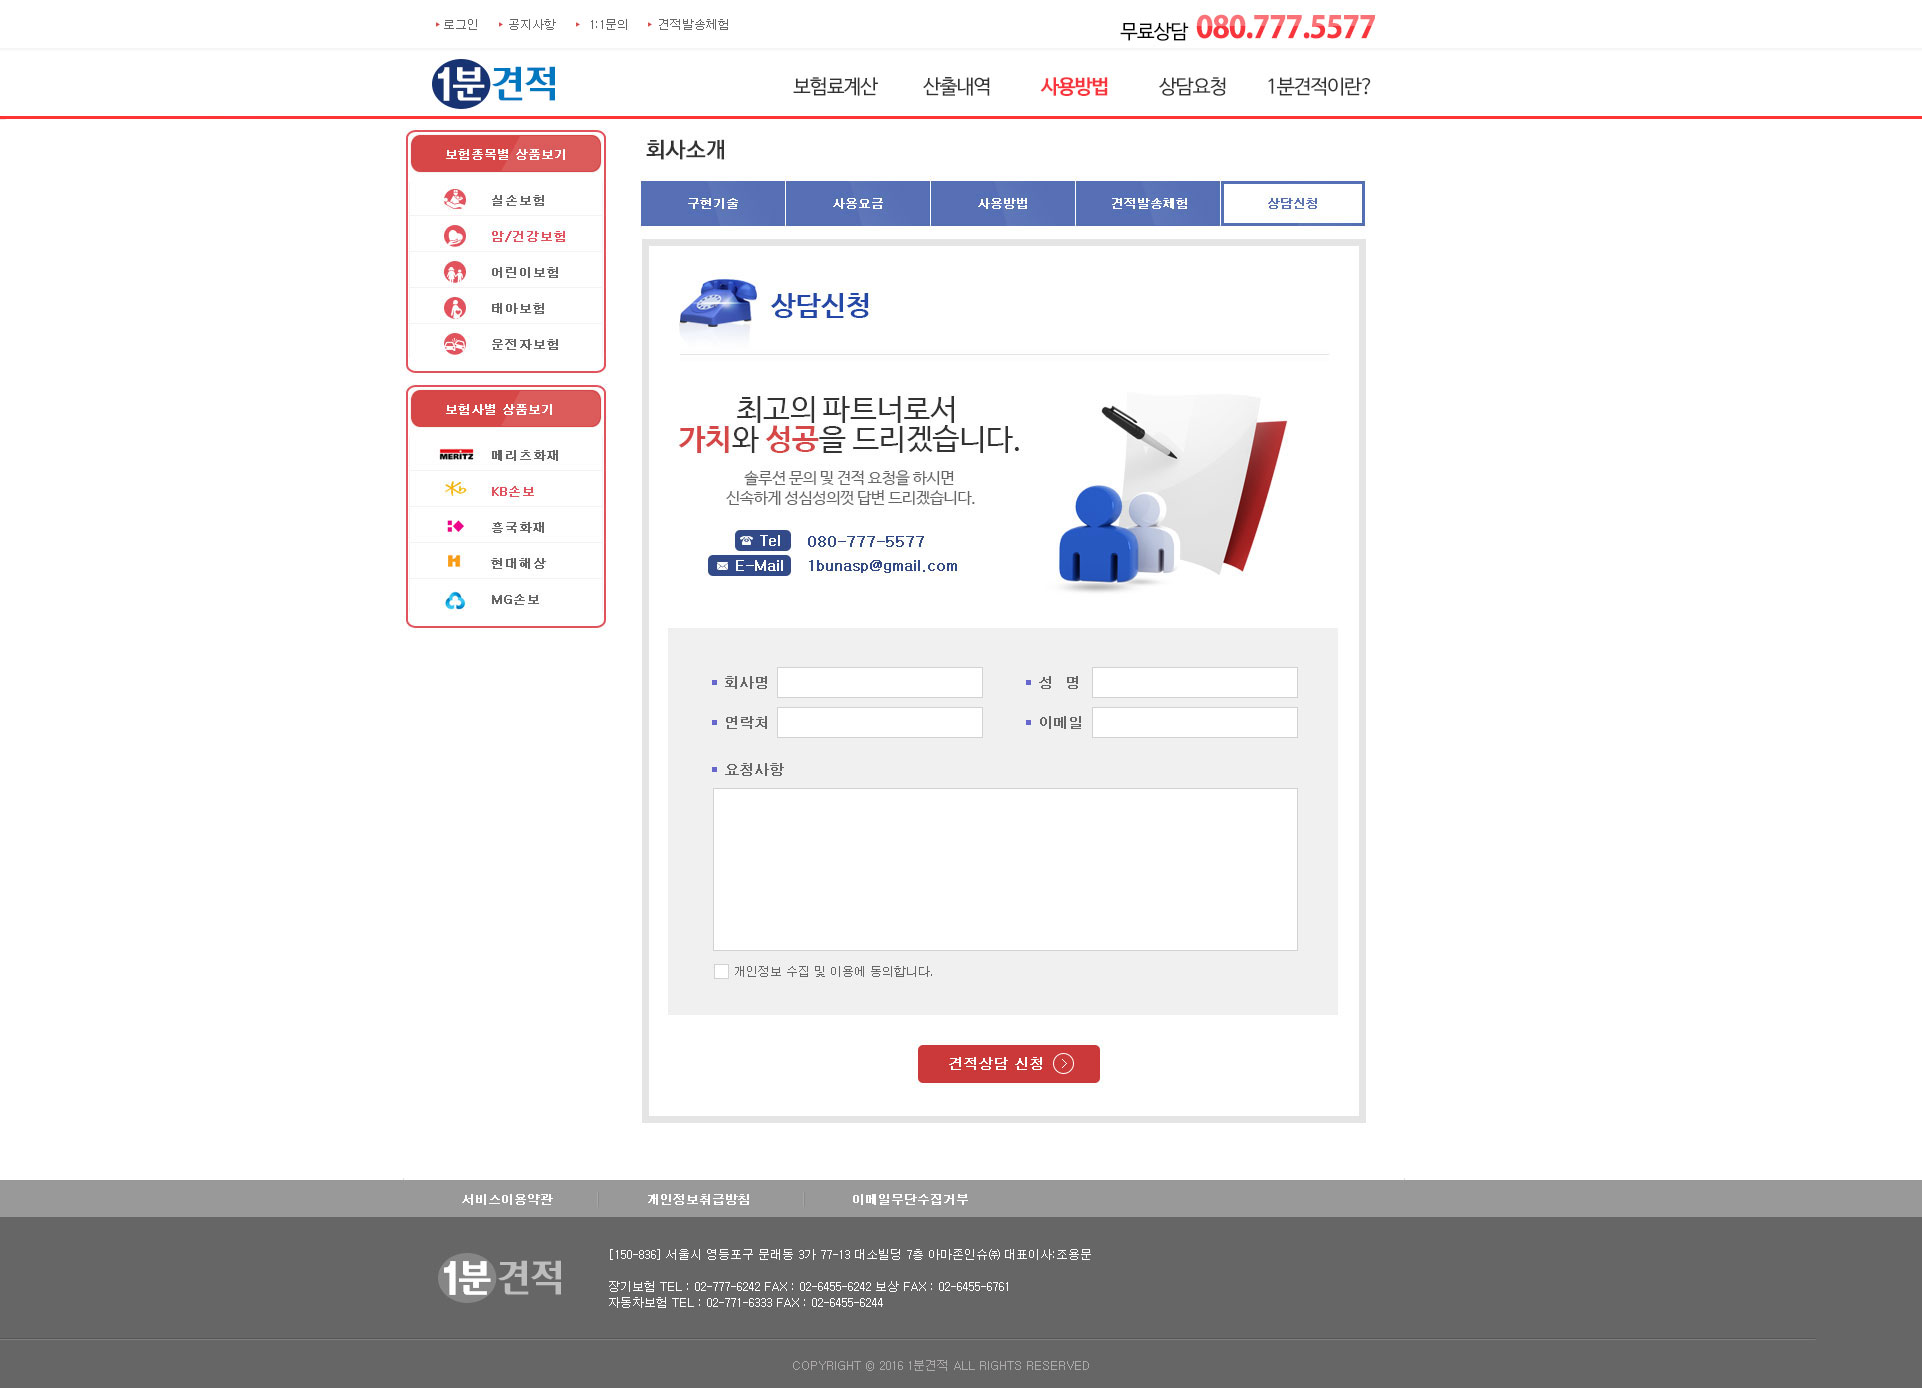 로그인 공지사항 1:1문의 견적발송체험
무료상담 080.777.5577
1분견적
보험료계산 산출내역 사용방법 상담요청 1분견적이란?
보험종목별 상품보기
실손보험
암/건강보험
어린이보험
태아보험
운전자보험
보험사별 상품보기
MERITZ 메리츠화재
KB손보
흥국화재
현대해상
MG손보
회사소개
구현기술 사용요금 사용방법 견적발송체험 상담신청
상담신청
최고의 파트너로서
가치와 성공을 드리겠습니다.
솔루션 문의 및 견적 요청을 하시면
신속하게 성심성의껏 답변 드리겠습니다.
Tel 080-777-5577
E-Mail 1bunasp@gmail.com
회사명 성 명
연락처 이메일
요청사항
개인정보 수집 및 이용에 동의합니다.
견적상담 신청
서비스이용약관 개인정보취급방침 이메일무단수집거부
1분견적
[150-836] 서울시 영등포구 문래동 3가 77-13 대소빌딩 7층 아마존인슈㈜ 대표이사:조용문
장기보험 TEL : 02-777-6242 FAX : 02-6455-6242 보상 FAX : 02-6455-6761
자동차보험 TEL : 02-771-6333 FAX : 02-6455-6244
COPYRIGHT © 2016 1분견적 ALL RIGHTS RESERVED